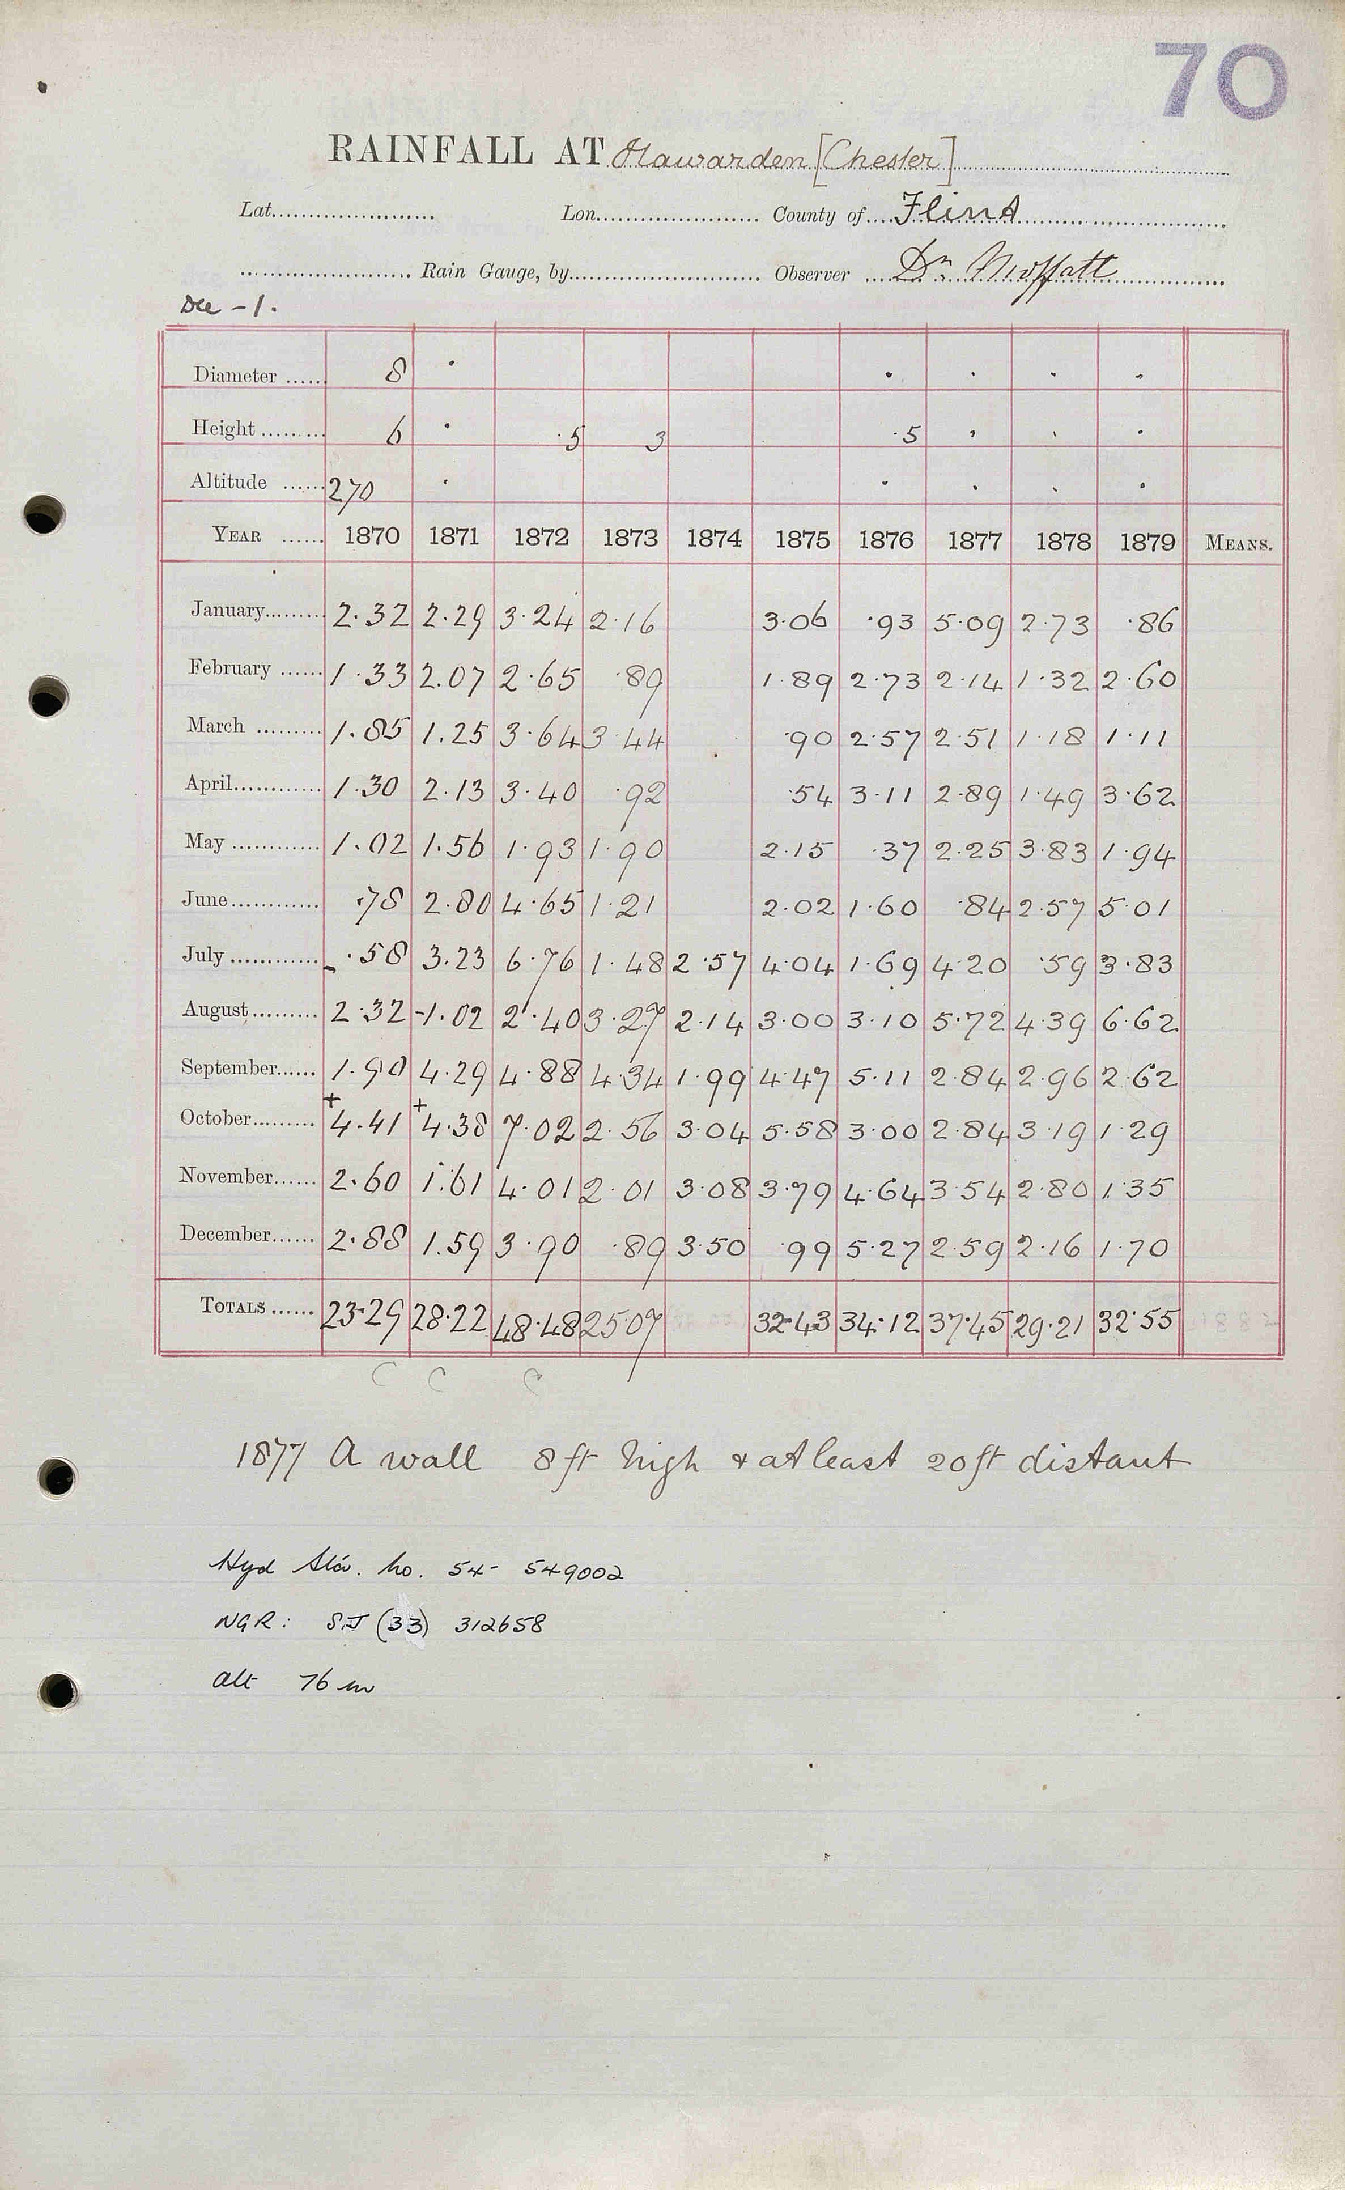 70
RAINFALL AT Hawarden [Chester]
Lat. Lon. County of Flint
Rain Gauge, by Observer Dr Moffatt
Dec - 1.
Diameter 8 . . . . .
Height 6 . .5 3 .5 . . .
Altitude 270 . . . . .
YEAR 1870 1871 1872 1873 1874 1875 1876 1877 1878 1879 MEANS.
January 2.32 2.29 3.24 2.16 3.06 .93 5.09 2.73 .86
February 1.33 2.07 2.65 .89 1.89 2.73 2.14 1.32 2.60
March 1.85 1.25 3.64 3.44 .90 2.57 2.51 1.18 1.11
April 1.30 2.13 3.40 .92 .54 3.11 2.89 1.49 3.62
May 1.02 1.56 1.93 1.90 2.15 .37 2.25 3.83 1.94
June .78 2.80 4.65 1.21 2.02 1.60 .84 2.57 5.01
July - .58 3.23 6.76 1.48 2.57 4.04 1.69 4.20 .59 3.83
August 2.32 -1.02 2.40 3.27 2.14 3.00 3.10 5.72 4.39 6.62
September 1.90 4.29 4.88 4.34 1.99 4.47 5.11 2.84 2.96 2.62
October +4.41 +4.38 7.02 2.56 3.04 5.58 3.00 2.84 3.19 1.29
November 2.60 1.61 4.01 2.01 3.08 3.79 4.64 3.54 2.80 1.35
December 2.88 1.59 3.90 .89 3.50 .99 5.27 2.59 2.16 1.70
TOTALS 23.29 28.22 48.48 25.07 32.43 34.12 37.45 29.21 32.55
C C C
1877 A wall 8 ft high & at least 20 ft distant
Hyd Stn. no. 54- 549002
NGR: SJ (33) 312658
alt 76 m